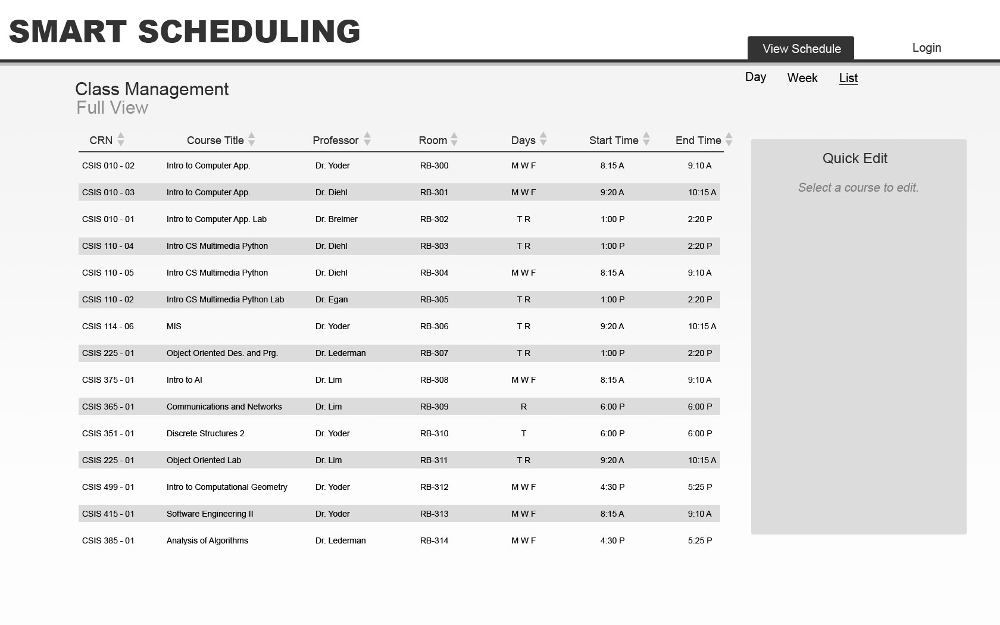 SMART SCHEDULING
View Schedule Login
Day Week List
Class Management
Full View
CRN Course Title Professor Room Days Start Time End Time
Quick Edit
Select a course to edit.
CSIS 010 - 02 Intro to Computer App. Dr. Yoder RB-300 M W F 8:15 A 9:10 A
CSIS 010 - 03 Intro to Computer App. Dr. Diehl RB-301 M W F 9:20 A 10:15 A
CSIS 010 - 01 Intro to Computer App. Lab Dr. Breimer RB-302 T R 1:00 P 2:20 P
CSIS 110 - 04 Intro CS Multimedia Python Dr. Diehl RB-303 T R 1:00 P 2:20 P
CSIS 110 - 05 Intro CS Multimedia Python Dr. Diehl RB-304 M W F 8:15 A 9:10 A
CSIS 110 - 02 Intro CS Multimedia Python Lab Dr. Egan RB-305 T R 1:00 P 2:20 P
CSIS 114 - 06 MIS Dr. Yoder RB-306 T R 9:20 A 10:15 A
CSIS 225 - 01 Object Oriented Des. and Prg. Dr. Lederman RB-307 T R 1:00 P 2:20 P
CSIS 375 - 01 Intro to AI Dr. Lim RB-308 M W F 8:15 A 9:10 A
CSIS 365 - 01 Communications and Networks Dr. Lim RB-309 R 6:00 P 6:00 P
CSIS 351 - 01 Discrete Structures 2 Dr. Yoder RB-310 T 6:00 P 6:00 P
CSIS 225 - 01 Object Oriented Lab Dr. Lim RB-311 T R 9:20 A 10:15 A
CSIS 499 - 01 Intro to Computational Geometry Dr. Yoder RB-312 M W F 4:30 P 5:25 P
CSIS 415 - 01 Software Engineering II Dr. Yoder RB-313 M W F 8:15 A 9:10 A
CSIS 385 - 01 Analysis of Algorithms Dr. Lederman RB-314 M W F 4:30 P 5:25 P